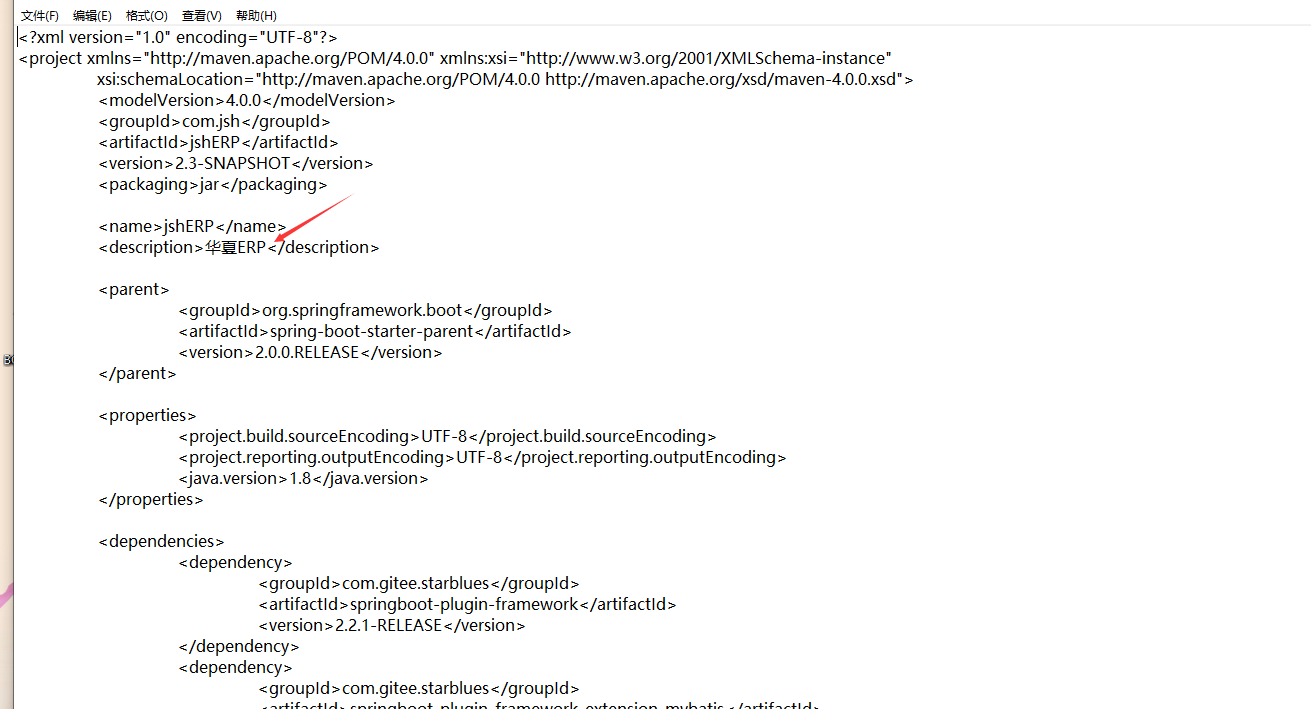 文件(F) 编辑(E) 格式(O) 查看(V) 帮助(H)
<?xml version="1.0" encoding="UTF-8"?>
<project xmlns="http://maven.apache.org/POM/4.0.0" xmlns:xsi="http://www.w3.org/2001/XMLSchema-instance"
xsi:schemaLocation="http://maven.apache.org/POM/4.0.0 http://maven.apache.org/xsd/maven-4.0.0.xsd">
<modelVersion>4.0.0</modelVersion>
<groupId>com.jsh</groupId>
<artifactId>jshERP</artifactId>
<version>2.3-SNAPSHOT</version>
<packaging>jar</packaging>
<name>jshERP</name>
<description>华夏ERP</description>
<parent>
<groupId>org.springframework.boot</groupId>
<artifactId>spring-boot-starter-parent</artifactId>
<version>2.0.0.RELEASE</version>
</parent>
<properties>
<project.build.sourceEncoding>UTF-8</project.build.sourceEncoding>
<project.reporting.outputEncoding>UTF-8</project.reporting.outputEncoding>
<java.version>1.8</java.version>
</properties>
<dependencies>
<dependency>
<groupId>com.gitee.starblues</groupId>
<artifactId>springboot-plugin-framework</artifactId>
<version>2.2.1-RELEASE</version>
</dependency>
<dependency>
<groupId>com.gitee.starblues</groupId>
<artifactId>springboot-plugin-framework-extension-mybatis</artifactId>